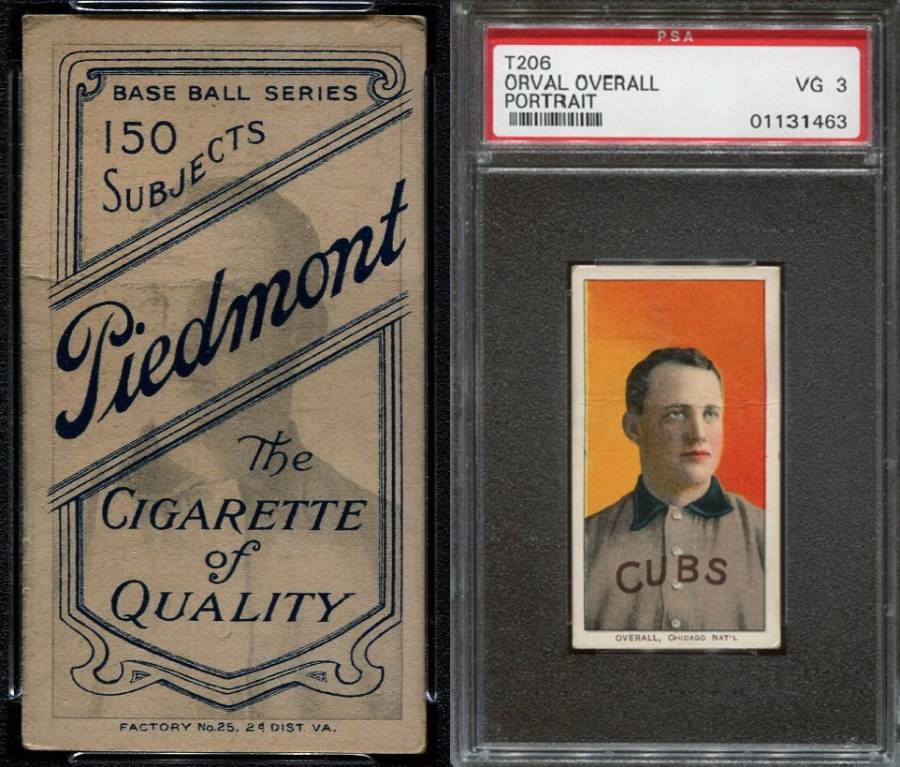 BASE BALL SERIES
150
SUBJECTS
Piedmont
The
CIGARETTE
of
QUALITY
FACTORY No. 25, 2d DIST. VA.
PSA
T206
ORVAL OVERALL VG 3
PORTRAIT
01131463
CUBS
OVERALL, CHICAGO NAT'L